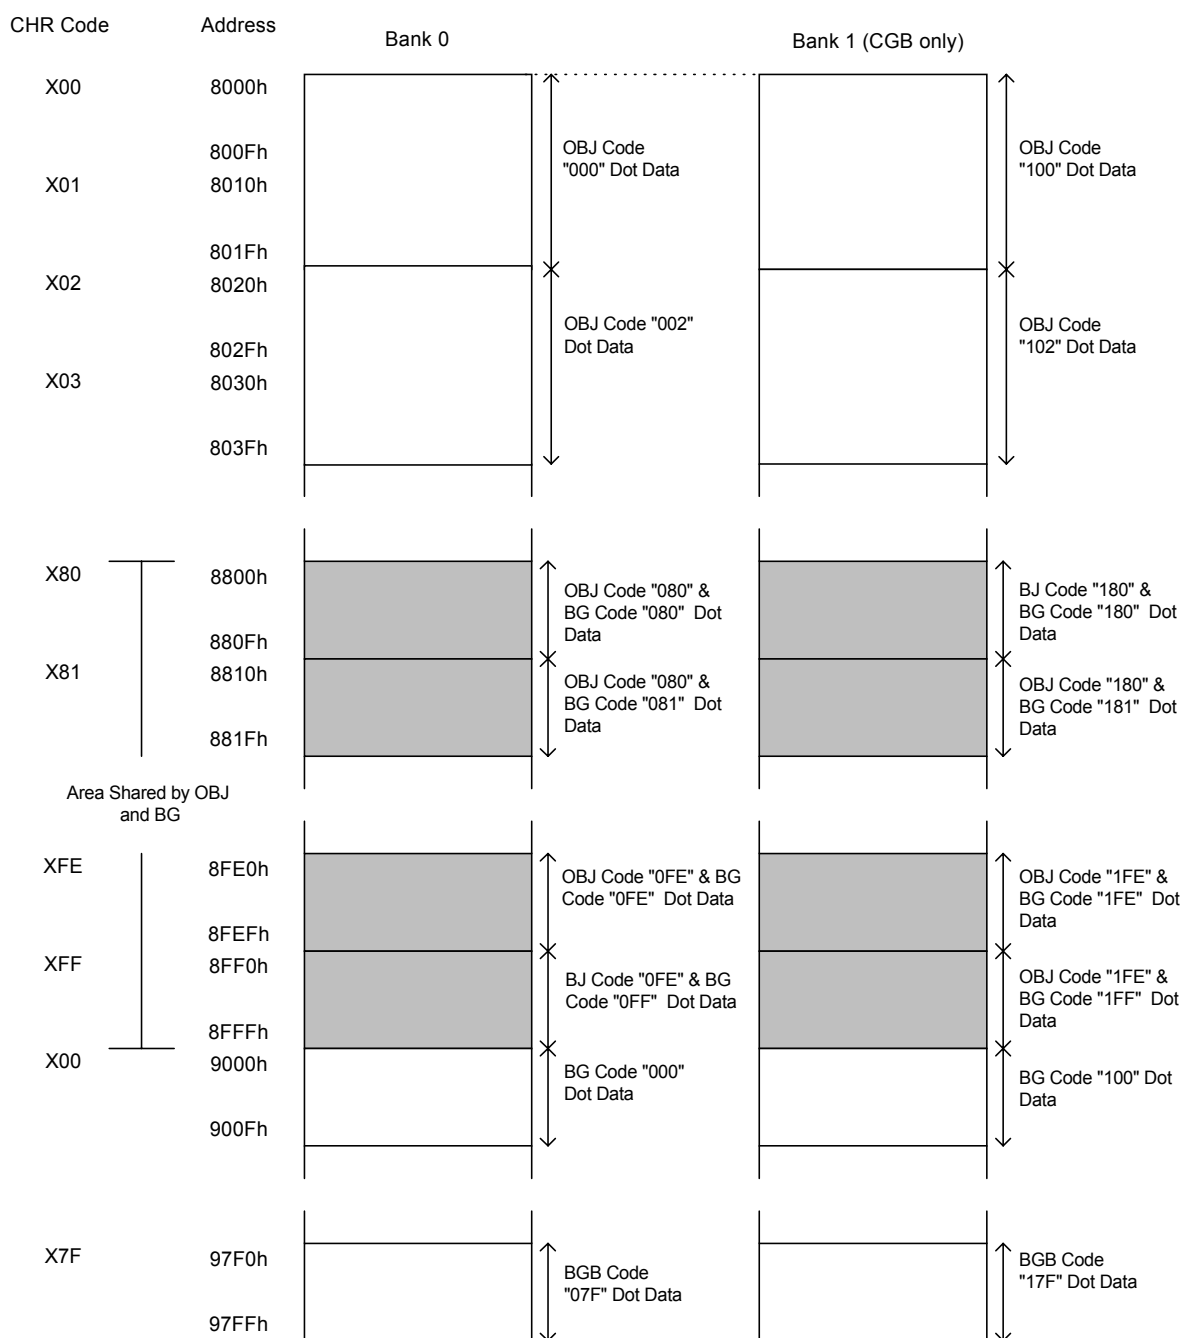 CHR Code Address Bank 0 Bank 1 (CGB only)
X00 8000h
800Fh
OBJ Code
"000" Dot Data
OBJ Code
"100" Dot Data
X01 8010h
801Fh
X02 8020h
OBJ Code "002"
Dot Data
OBJ Code
"102" Dot Data
802Fh
X03 8030h
803Fh
X80 8800h
OBJ Code "080" &
BG Code "080" Dot
Data
BJ Code "180" &
BG Code "180" Dot
Data
880Fh
X81 8810h
OBJ Code "080" &
BG Code "081" Dot
Data
OBJ Code "180" &
BG Code "181" Dot
Data
881Fh
Area Shared by OBJ
and BG
XFE 8FE0h
OBJ Code "0FE" & BG
Code "0FE" Dot Data
OBJ Code "1FE" &
BG Code "1FE" Dot
Data
8FEFh
XFF 8FF0h
BJ Code "0FE" & BG
Code "0FF" Dot Data
OBJ Code "1FE" &
BG Code "1FF" Dot
Data
8FFFh
X00 9000h
BG Code "000"
Dot Data
BG Code "100" Dot
Data
900Fh
X7F 97F0h
BGB Code
"07F" Dot Data
BGB Code
"17F" Dot Data
97FFh